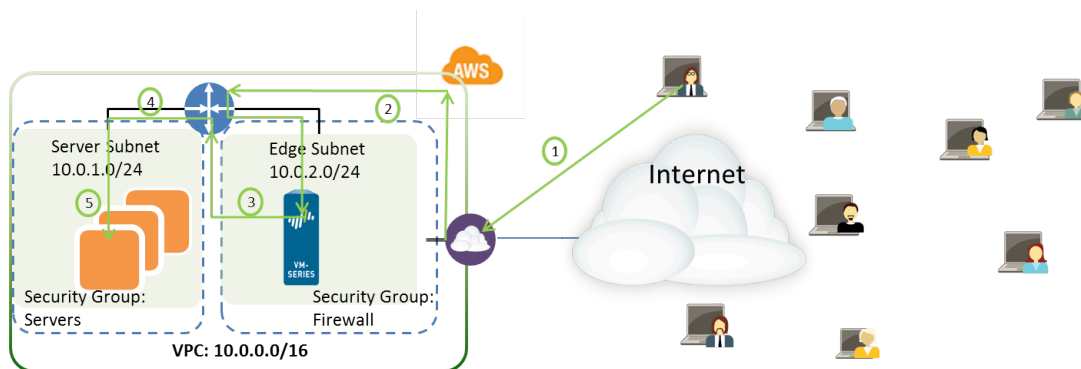 AWS
1
2
4
Server Subnet
10.0.1.0/24
Edge Subnet
10.0.2.0/24
Internet
5
3
VM-
SERIES
Security Group:
Servers
Security Group:
Firewall
VPC: 10.0.0.0/16